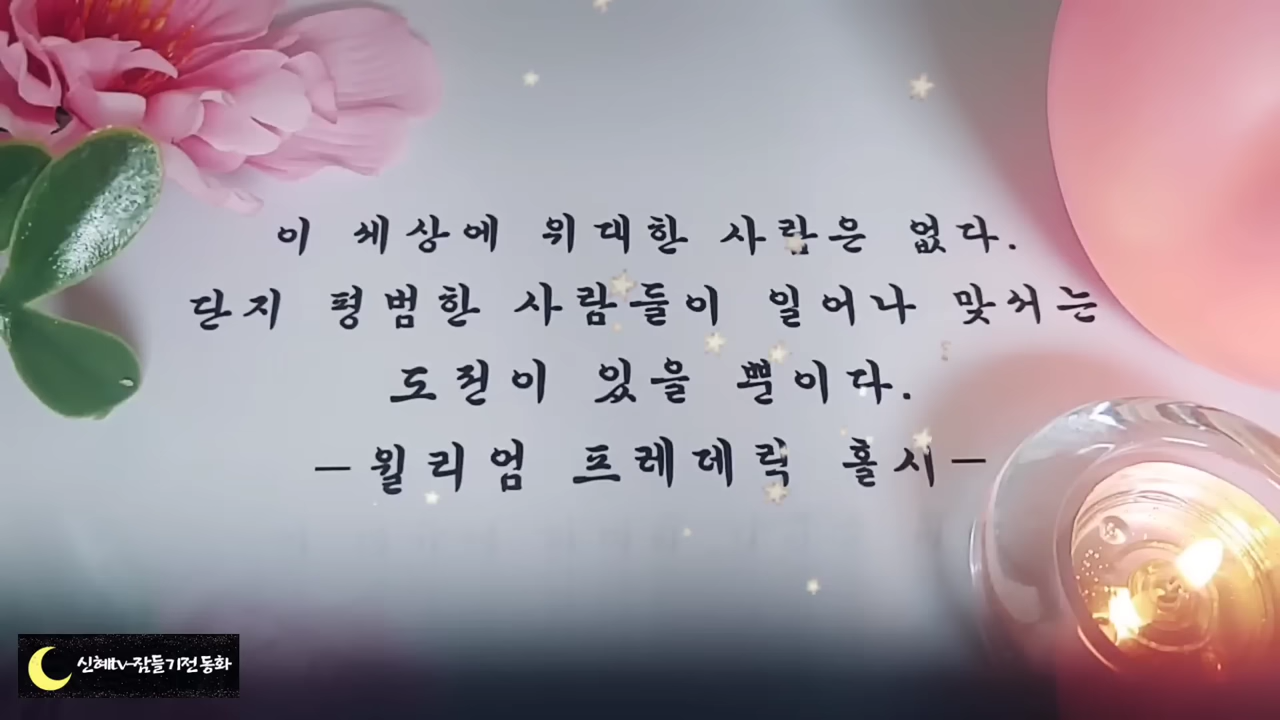 이 세상에 위대한 사람은 없다.
단지 평범한 사람들이 일어나 맞서는
도전이 있을 뿐이다.
-윌리엄 프레데릭 홀시-
신혜tv-잠들기전 동화